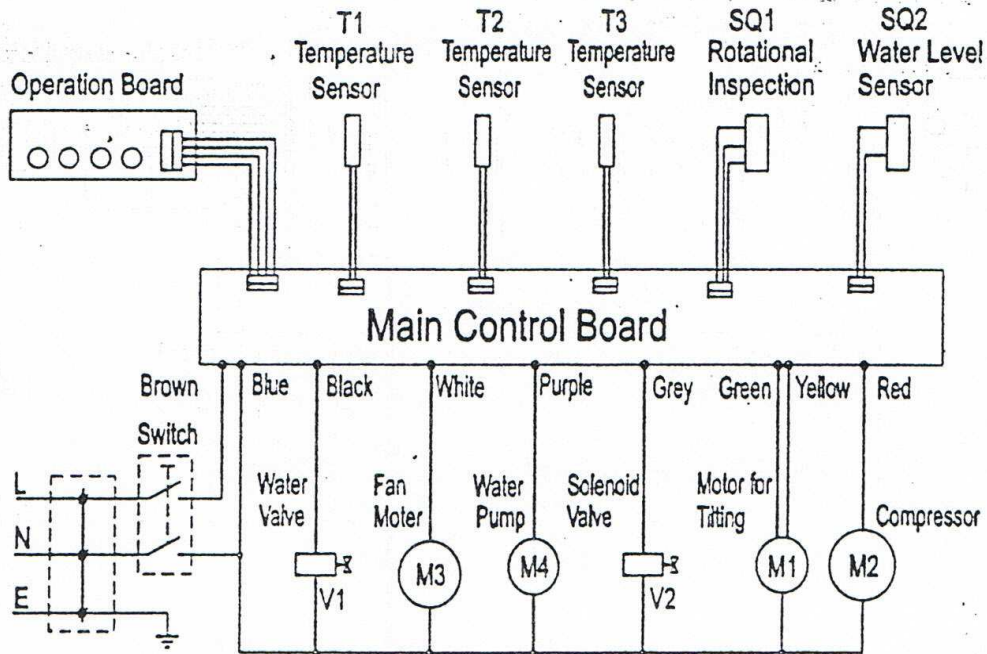 T1
Temperature
Sensor
T2
Temperature
Sensor
T3
Temperature
Sensor
SQ1
Rotational
Inspection
SQ2
Water Level
Sensor
Operation Board
Main Control Board
Brown
Blue
Black
White
Purple
Grey
Green
Yellow
Red
Switch
L
N
E
Water
Valve
V1
Fan
Moter
M3
Water
Pump
M4
Solenoid
Valve
V2
Motor for
Tilting
M1
Compressor
M2